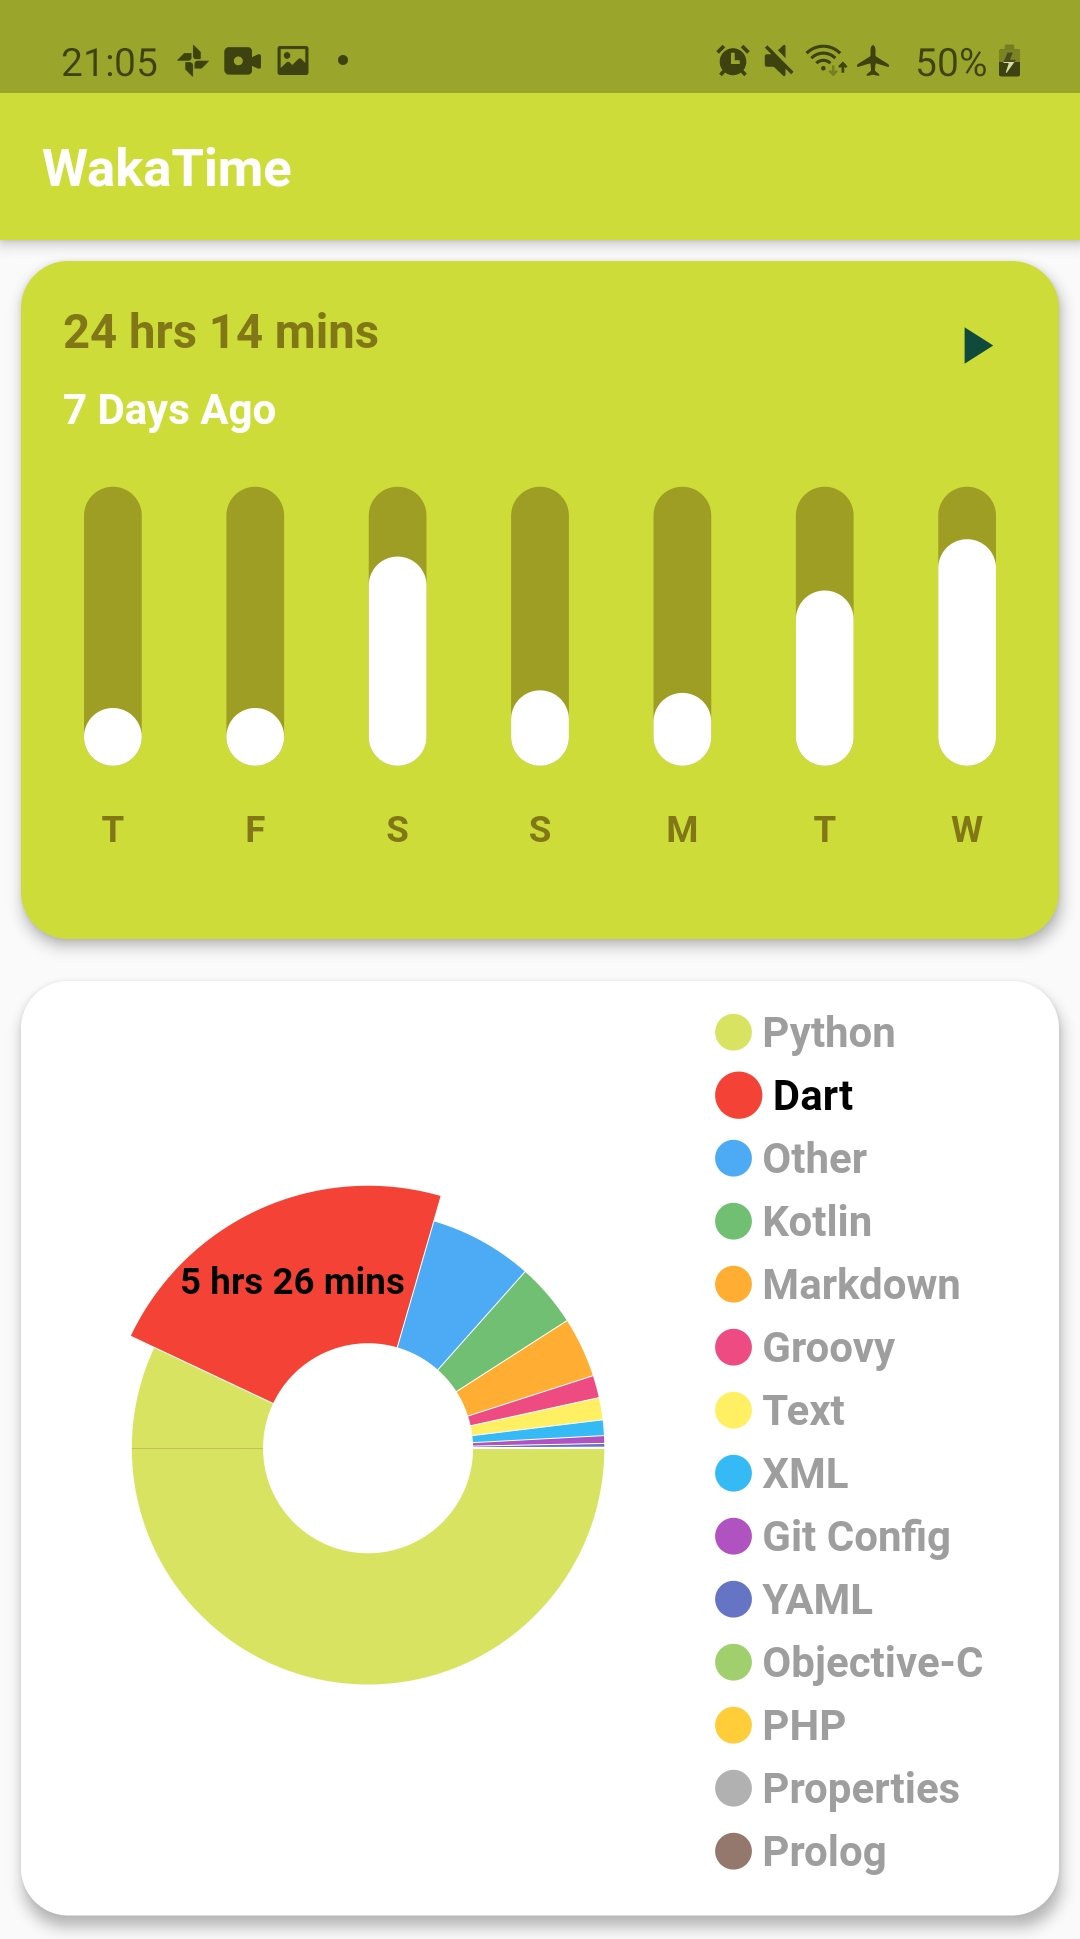 21:05 50%
WakaTime
24 hrs 14 mins
7 Days Ago
T F S S M T W
Python
Dart
Other
Kotlin
Markdown
Groovy
Text
XML
Git Config
YAML
Objective-C
PHP
Properties
Prolog
5 hrs 26 mins